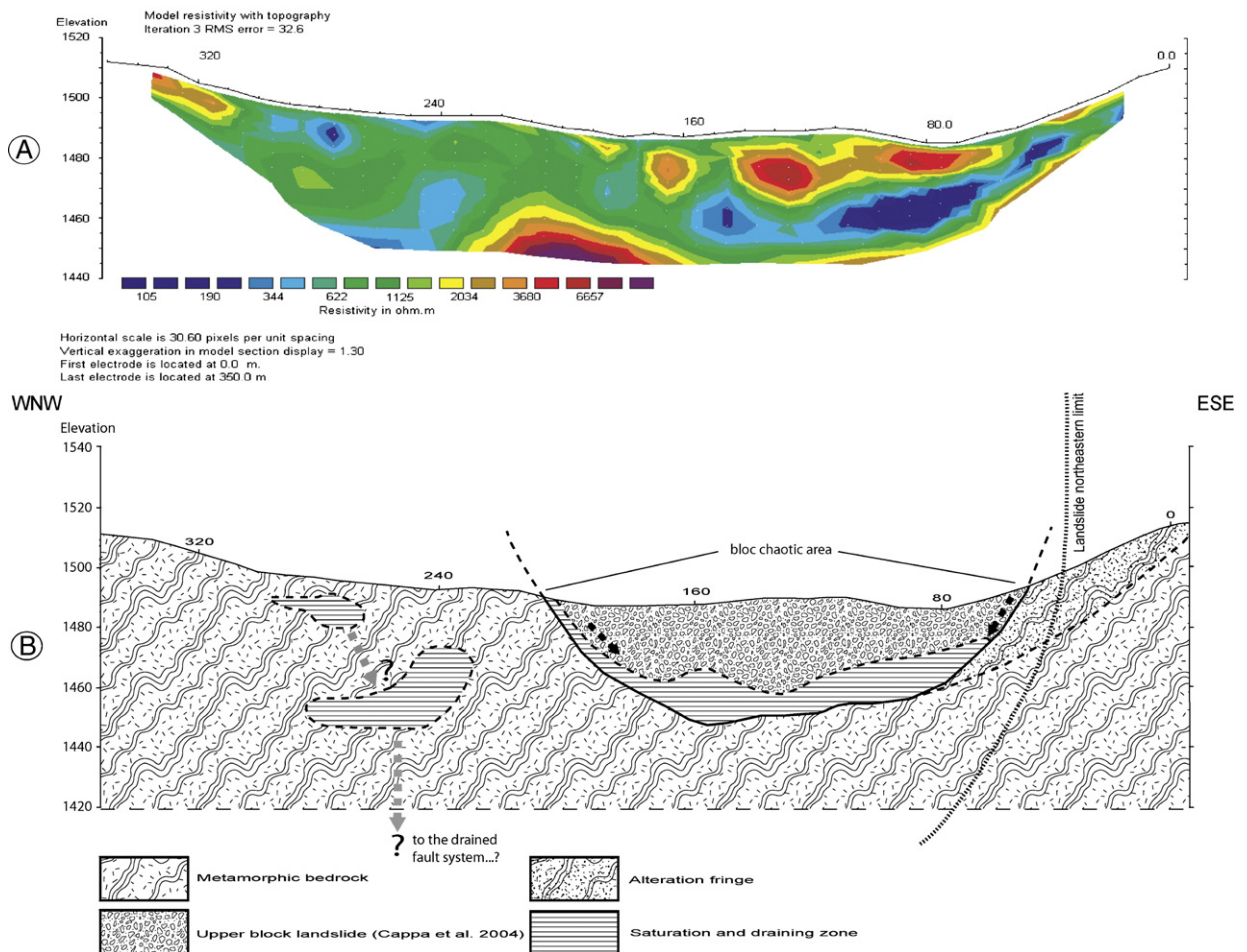 Elevation
Model resistivity with topography
Iteration 3 RMS error = 32.6
1520
1500
1480
1460
1440
320
240
160
80.0
0.0
A
105 190 344 622 1125 2034 3680 6657
Resistivity in ohm.m
Horizontal scale is 30.60 pixels per unit spacing
Vertical exaggeration in model section display = 1.30
First electrode is located at 0.0 m.
Last electrode is located at 350.0 m
WNW
ESE
Elevation
1540
1520
1500
1480
1460
1440
1420
B
320
240
160
80
0
bloc chaotic area
Landslide northeastern limit
?
? to the drained
fault system...?
Metamorphic bedrock
Alteration fringe
Upper block landslide (Cappa et al. 2004)
Saturation and draining zone